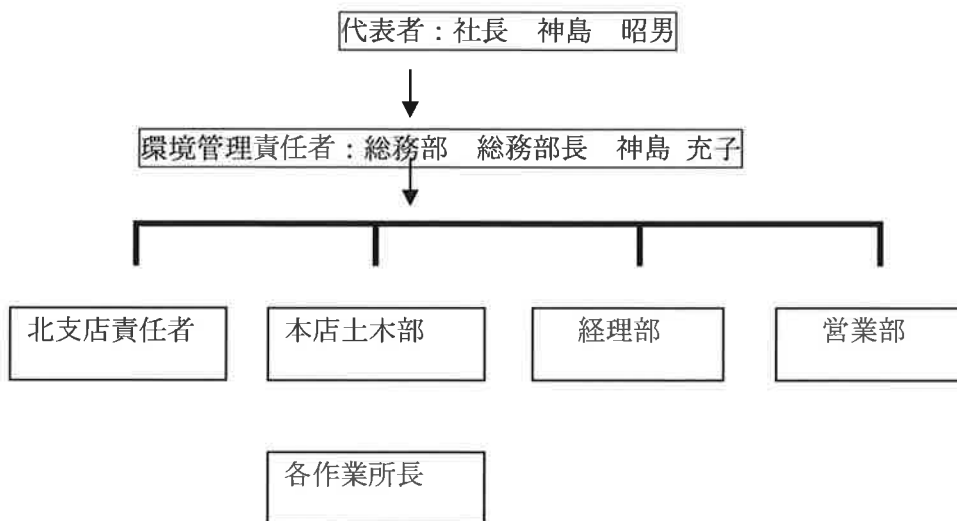 代表者：社長　神島　昭男
環境管理責任者：総務部　総務部長　神島 充子
北支店責任者
本店土木部
経理部
営業部
各作業所長